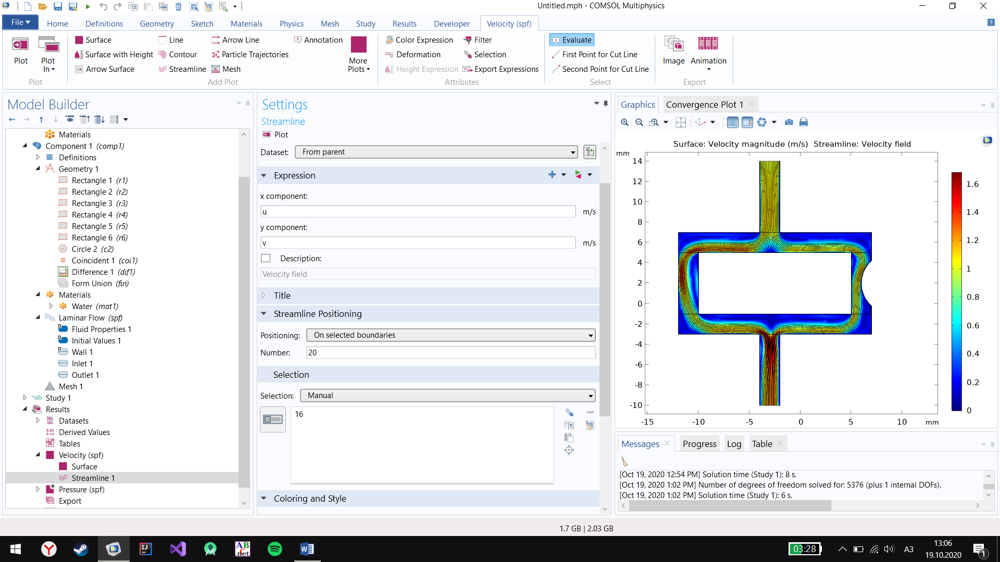 Untitled.mph - COMSOL Multiphysics
File Home Definitions Geometry Sketch Materials Physics Mesh Study Results Developer Velocity (spf)
Surface Line Arrow Line Annotation Color Expression Filter Evaluate
Surface with Height Contour Particle Trajectories Deformation Selection First Point for Cut Line
Arrow Surface Streamline Mesh Height Expression Export Expressions Second Point for Cut Line
Plot Plot In More Plots Image Animation
Plot Add Plot Attributes Select Export
Model Builder
Materials
Component 1 (comp1)
Definitions
Geometry 1
Rectangle 1 (r1)
Rectangle 2 (r2)
Rectangle 3 (r3)
Rectangle 4 (r4)
Rectangle 5 (r5)
Rectangle 6 (r6)
Circle 2 (c2)
Coincident 1 (coi1)
Difference 1 (dif1)
Form Union (fin)
Materials
Water (mat1)
Laminar Flow (spf)
Fluid Properties 1
Initial Values 1
Wall 1
Inlet 1
Outlet 1
Mesh 1
Study 1
Results
Datasets
8.85
e-12
Derived Values
Tables
Velocity (spf)
Surface
Streamline 1
Pressure (spf)
Export
Settings
Streamline
Plot
Dataset: From parent
Expression
x component:
u m/s
y component:
v m/s
Description:
Velocity field
Title
Streamline Positioning
Positioning: On selected boundaries
Number: 20
Selection
Selection: Manual
16
Coloring and Style
Graphics Convergence Plot 1
Surface: Velocity magnitude (m/s) Streamline: Velocity field
mm
14
12
10
8
6
4
2
0
-2
-4
-6
-8
-10
-15 -10 -5 0 5 10 mm
1.6
1.4
1.2
1
0.8
0.6
0.4
0.2
0
Messages Progress Log Table
[Oct 19, 2020 12:54 PM] Solution time (Study 1): 8 s.
[Oct 19, 2020 1:02 PM] Number of degrees of freedom solved for: 5376 (plus 1 internal DOFs).
[Oct 19, 2020 1:02 PM] Solution time (Study 1): 6 s.
1.7 GB | 2.03 GB
IJ
ABC.net
03:28
АЗ
13:06
19.10.2020
1